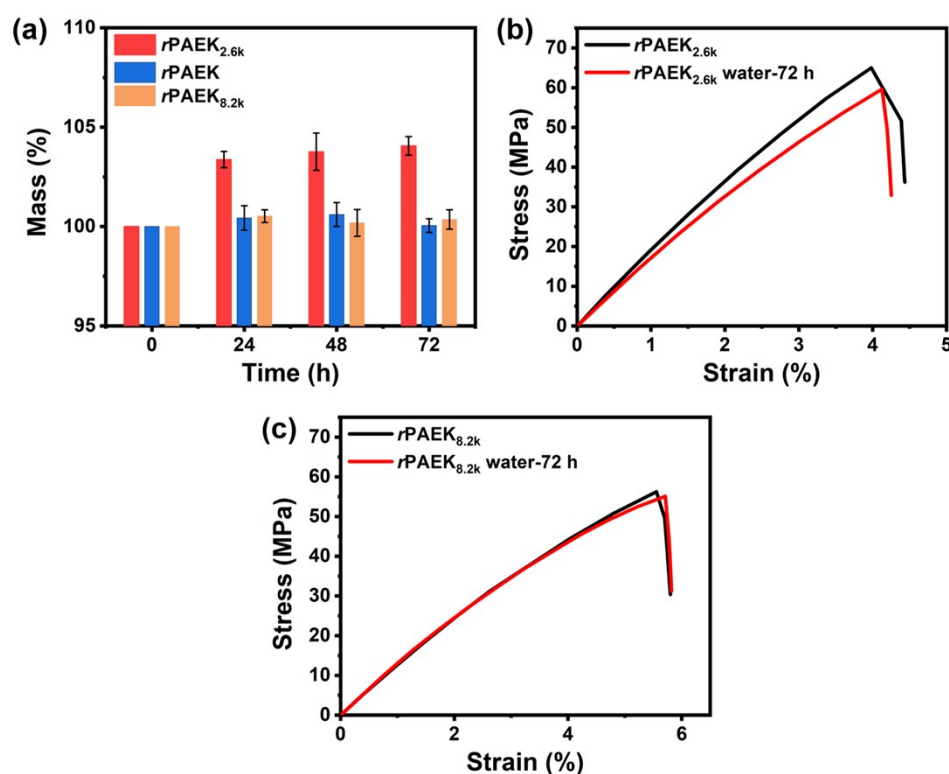 (a)
rPAEK2.6k
rPAEK
rPAEK8.2k
110
105
100
95
Mass (%)
0 24 48 72
Time (h)
(b)
rPAEK2.6k
rPAEK2.6k water-72 h
70
60
50
40
30
20
10
0
Stress (MPa)
0 1 2 3 4 5
Strain (%)
(c)
rPAEK8.2k
rPAEK8.2k water-72 h
70
60
50
40
30
20
10
0
Stress (MPa)
0 2 4 6
Strain (%)